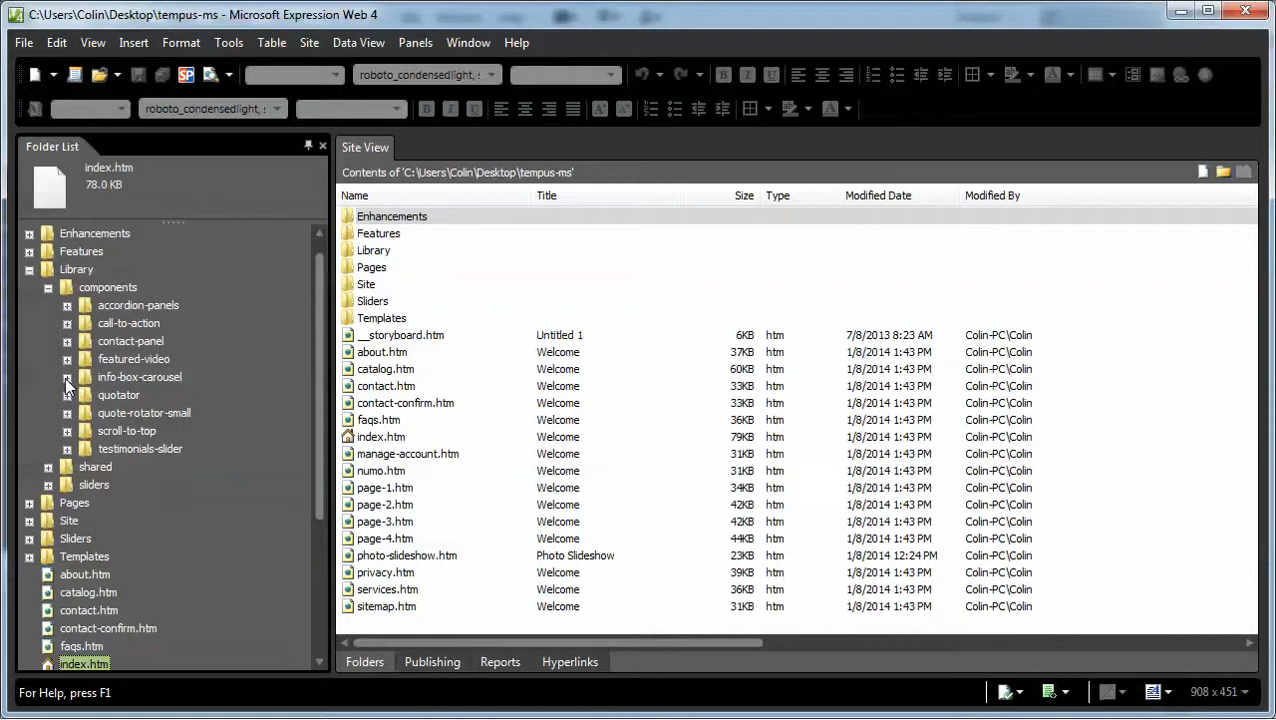 C:\Users\Colin\Desktop\tempus-ms - Microsoft Expression Web 4
File Edit View Insert Format Tools Table Site Data View Panels Window Help
roboto_condensedlight, s
roboto_condensedlight, s
Folder List
index.htm
78.0 KB
Enhancements
Features
Library
components
accordion-panels
call-to-action
contact-panel
featured-video
info-box-carousel
quotator
quote-rotator-small
scroll-to-top
testimonials-slider
shared
sliders
Pages
Site
Sliders
Templates
about.htm
catalog.htm
contact.htm
contact-confirm.htm
faqs.htm
index.htm
Site View
Contents of 'C:\Users\Colin\Desktop\tempus-ms'
Name Title Size Type Modified Date Modified By
Enhancements
Features
Library
Pages
Site
Sliders
Templates
__storyboard.htm Untitled 1 6KB htm 7/8/2013 8:23 AM Colin-PC\Colin
about.htm Welcome 37KB htm 1/8/2014 1:43 PM Colin-PC\Colin
catalog.htm Welcome 60KB htm 1/8/2014 1:43 PM Colin-PC\Colin
contact.htm Welcome 33KB htm 1/8/2014 1:43 PM Colin-PC\Colin
contact-confirm.htm Welcome 33KB htm 1/8/2014 1:43 PM Colin-PC\Colin
faqs.htm Welcome 36KB htm 1/8/2014 1:43 PM Colin-PC\Colin
index.htm Welcome 79KB htm 1/8/2014 1:43 PM Colin-PC\Colin
manage-account.htm Welcome 31KB htm 1/8/2014 1:43 PM Colin-PC\Colin
numo.htm Welcome 31KB htm 1/8/2014 1:43 PM Colin-PC\Colin
page-1.htm Welcome 34KB htm 1/8/2014 1:43 PM Colin-PC\Colin
page-2.htm Welcome 42KB htm 1/8/2014 1:43 PM Colin-PC\Colin
page-3.htm Welcome 42KB htm 1/8/2014 1:43 PM Colin-PC\Colin
page-4.htm Welcome 44KB htm 1/8/2014 1:43 PM Colin-PC\Colin
photo-slideshow.htm Photo Slideshow 23KB htm 1/8/2014 12:24 PM Colin-PC\Colin
privacy.htm Welcome 39KB htm 1/8/2014 1:43 PM Colin-PC\Colin
services.htm Welcome 36KB htm 1/8/2014 1:43 PM Colin-PC\Colin
sitemap.htm Welcome 31KB htm 1/8/2014 1:43 PM Colin-PC\Colin
Folders Publishing Reports Hyperlinks
For Help, press F1
908 x 451